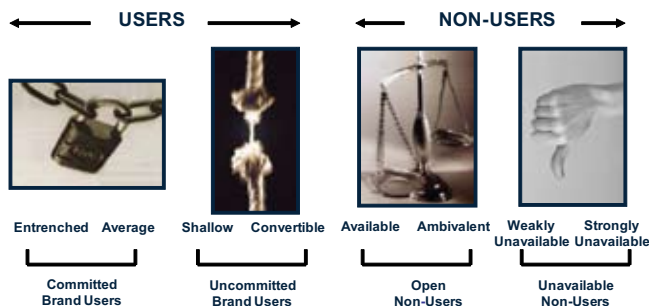 USERS
NON-USERS
Entrenched Average
Shallow Convertible
Available Ambivalent
Weakly Unavailable
Strongly Unavailable
Committed
Brand Users
Uncommitted
Brand Users
Open
Non-Users
Unavailable
Non-Users